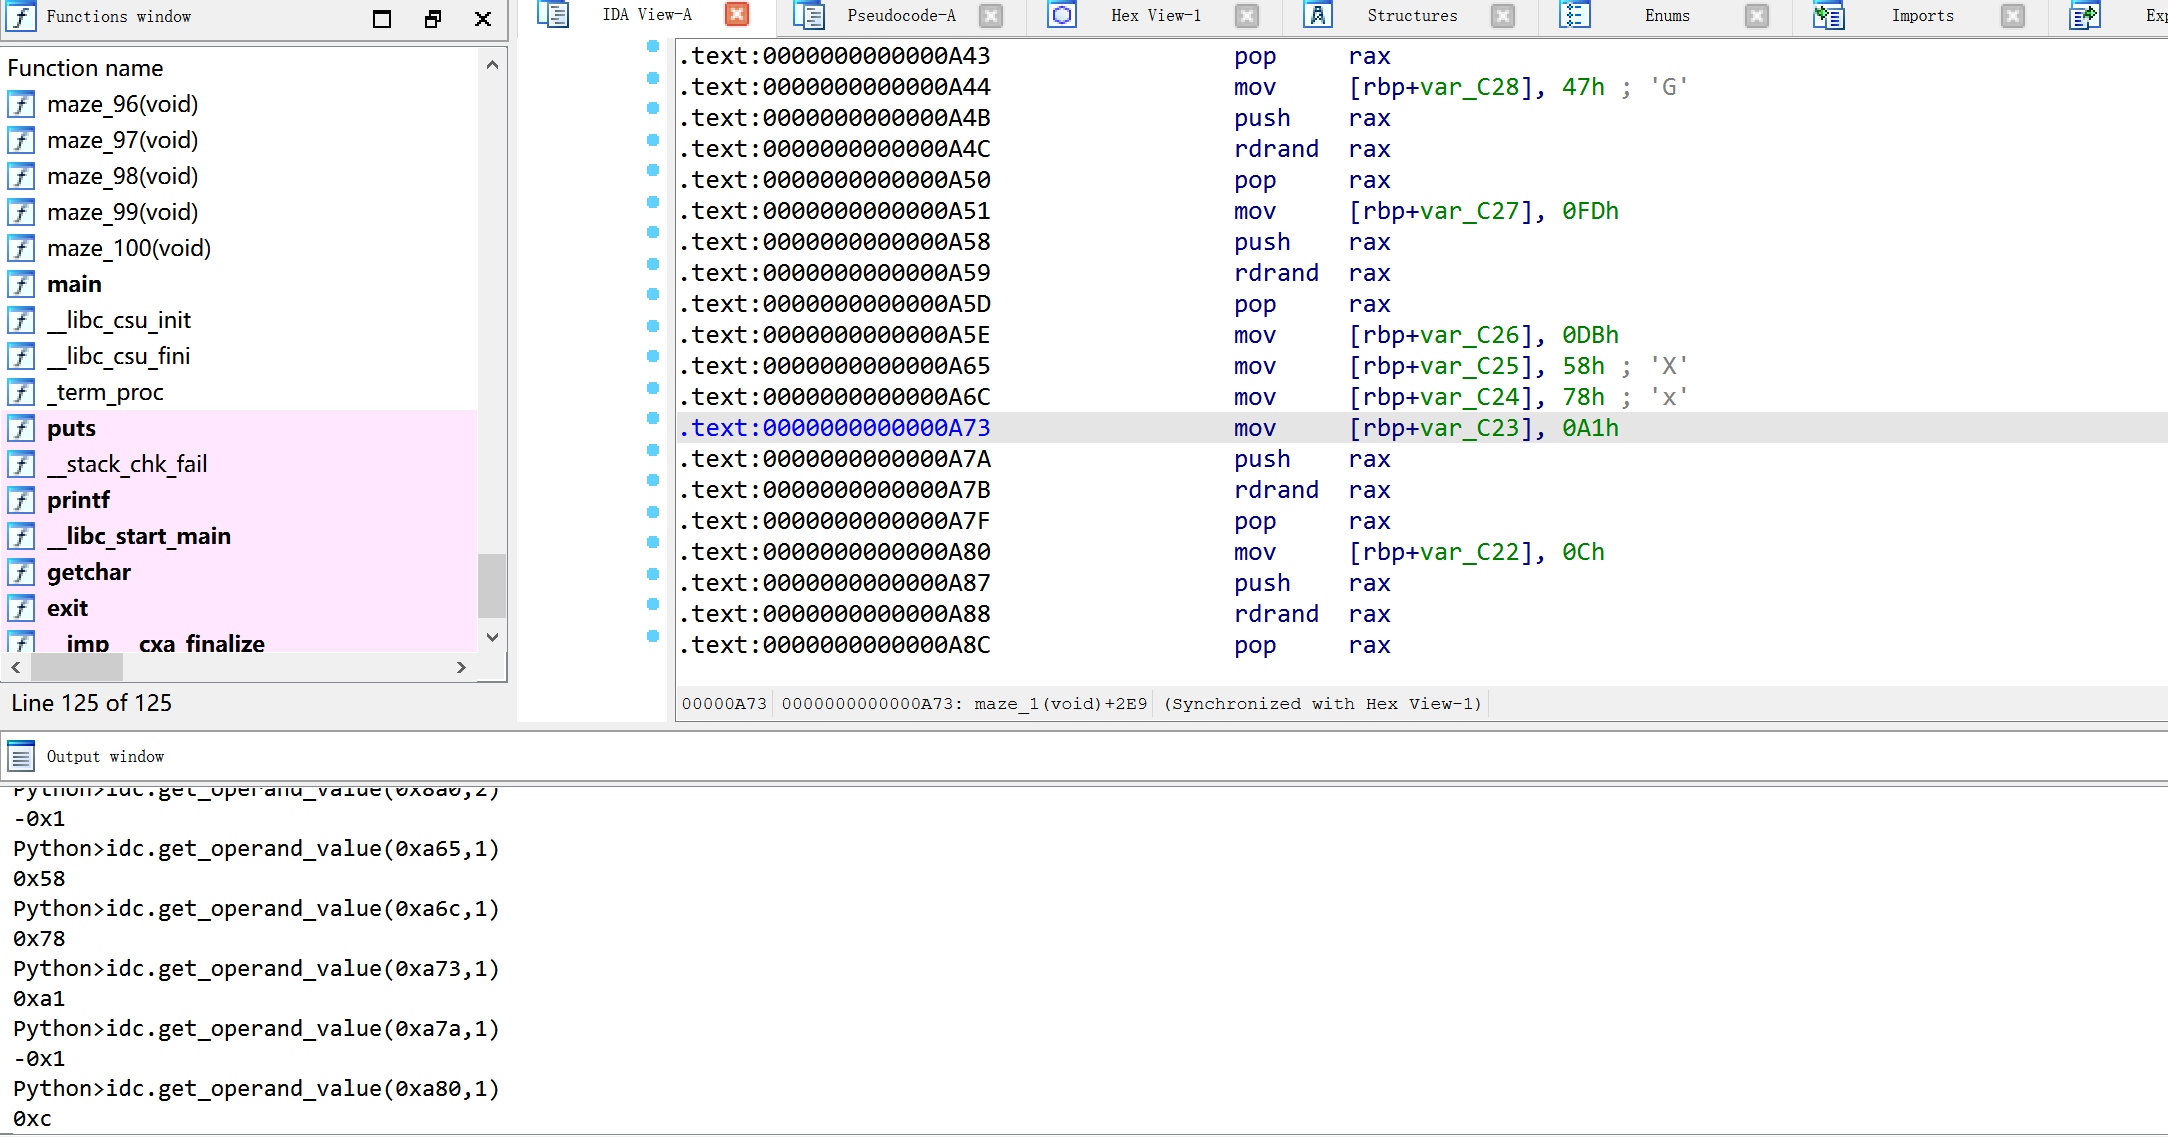 Functions window
IDA View-A
Pseudocode-A
Hex View-1
Structures
Enums
Imports
Function name
maze_96(void)
maze_97(void)
maze_98(void)
maze_99(void)
maze_100(void)
main
__libc_csu_init
__libc_csu_fini
_term_proc
puts
__stack_chk_fail
printf
__libc_start_main
getchar
exit
__imp___cxa_finalize
Line 125 of 125
.text:0000000000000A43 pop rax
.text:0000000000000A44 mov [rbp+var_C28], 47h ; 'G'
.text:0000000000000A4B push rax
.text:0000000000000A4C rdrand rax
.text:0000000000000A50 pop rax
.text:0000000000000A51 mov [rbp+var_C27], 0FDh
.text:0000000000000A58 push rax
.text:0000000000000A59 rdrand rax
.text:0000000000000A5D pop rax
.text:0000000000000A5E mov [rbp+var_C26], 0DBh
.text:0000000000000A65 mov [rbp+var_C25], 58h ; 'X'
.text:0000000000000A6C mov [rbp+var_C24], 78h ; 'x'
.text:0000000000000A73 mov [rbp+var_C23], 0A1h
.text:0000000000000A7A push rax
.text:0000000000000A7B rdrand rax
.text:0000000000000A7F pop rax
.text:0000000000000A80 mov [rbp+var_C22], 0Ch
.text:0000000000000A87 push rax
.text:0000000000000A88 rdrand rax
.text:0000000000000A8C pop rax
00000A73 0000000000000A73: maze_1(void)+2E9 (Synchronized with Hex View-1)
Output window
Python>idc.get_operand_value(0x8a0,2)
-0x1
Python>idc.get_operand_value(0xa65,1)
0x58
Python>idc.get_operand_value(0xa6c,1)
0x78
Python>idc.get_operand_value(0xa73,1)
0xa1
Python>idc.get_operand_value(0xa7a,1)
-0x1
Python>idc.get_operand_value(0xa80,1)
0xc